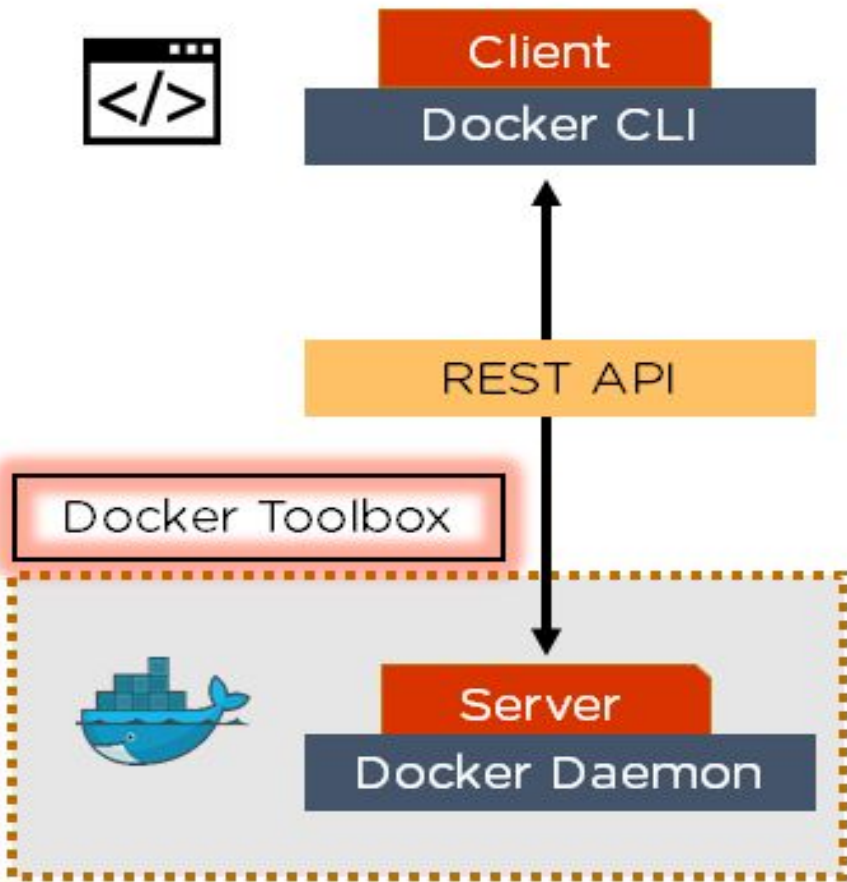 </>
Client
Docker CLI
REST API
Docker Toolbox
Server
Docker Daemon